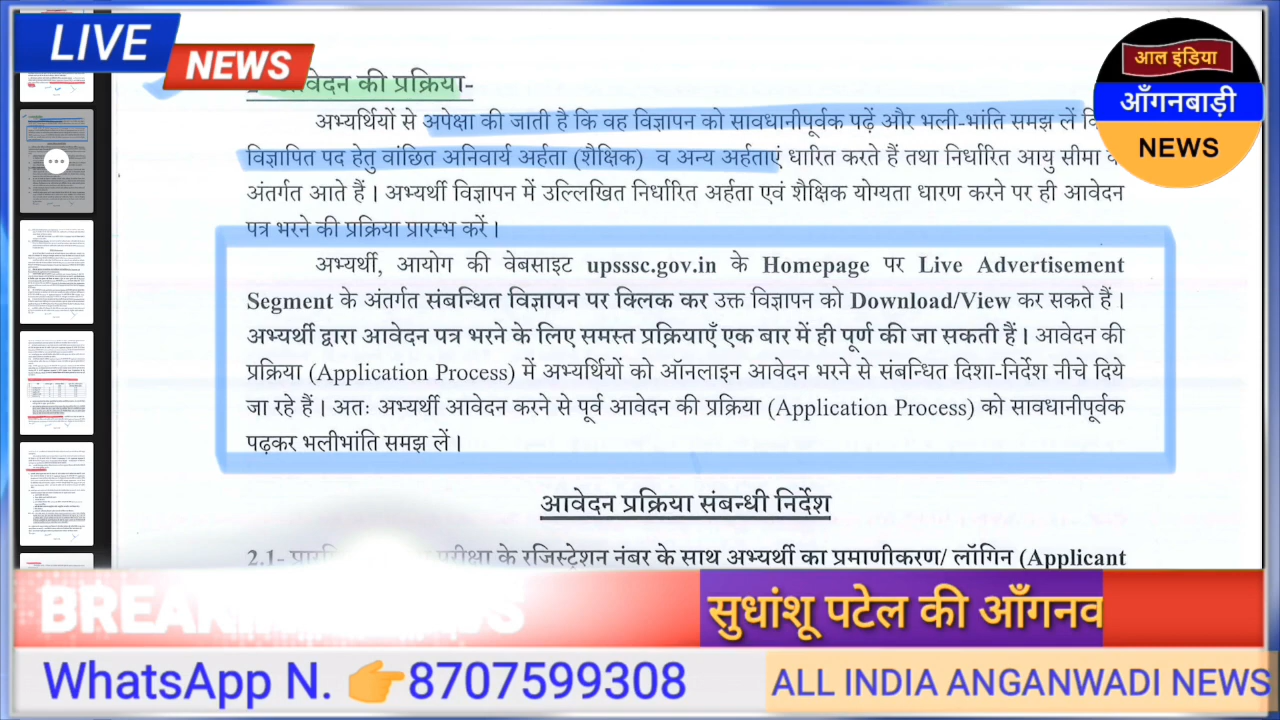 LIVE
NEWS
आल इंडिया
आँगनबाड़ी
NEWS
आवेदन की प्रक्रिया-
अभ्यर्थियों से अपेक्षा की जाती है कि वह विज्ञापन को सावधानीपूर्वक पढ़ें और भली-भांति समझ लें
विज्ञापित पद हेतु वांछित अनिवार्य अर्हता (शैक्षिक) व अन्य अर्हताएं धारित करते हैं तथा निर्धारित आयु सीमा के
अंतर्गत आते हैं। अभ्यर्थी विज्ञापन में उल्लिखित निर्धारित अर्हता एवं शैक्षिक योग्यता धारण करने पर ही आवेदन
पत्र भरने की प्रक्रिया प्रारम्भ करें।
अभ्यर्थी, आयोग की वेबसाइट upsssc.gov.in के Homepage पर Live Advertisement
Segment के अंतर्गत संबंधित विज्ञापन पर क्लिक कर उक्त विज्ञापन को Download/View कर सकते हैं।
अभ्यर्थी द्वारा आवेदन पत्र भरने के लिए समस्त प्रक्रियाएँ एक बार में ही पूर्ण की जा सकती हैं। आवेदन की
प्रक्रिया (Application Process) में अभ्यर्थियों को ऑनलाइन आवेदन भरने से संबन्धित दिशा-निर्देश नीचे दिये
जा रहे हैं। अतः अभ्यर्थी आवेदन करने से पूर्व आवेदन की प्रक्रिया (Application Process) को सावधानीपूर्वक
पढ़कर भलीभांति समझ लें।
आवेदन प्रक्रिया संबंधी निर्देश
2.1- परीक्षा के रजिस्ट्रेशन नंबर के साथ अभ्यर्थी का प्रमाणीकरण/ लॉगिन (Applicant
BREAKING NEWS
सुधांशू पटेल की आँगनव
WhatsApp N. 👉8707599308
ALL INDIA ANGANWADI NEWS